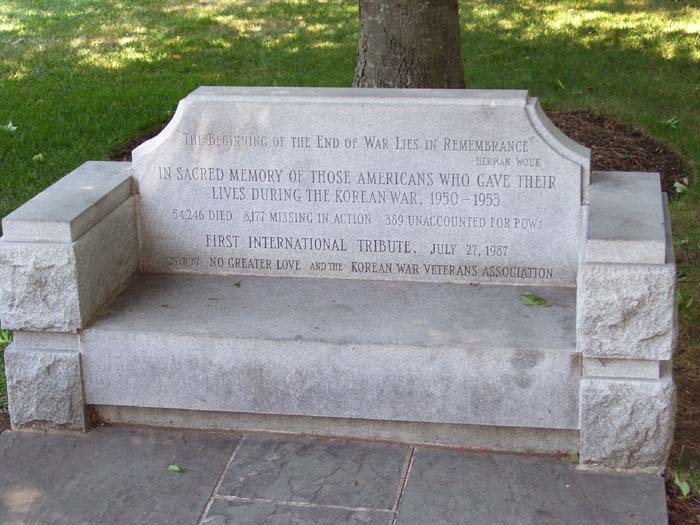 "THE BEGINNING OF THE END OF WAR LIES IN REMEMBRANCE"
HERMAN WOUK
IN SACRED MEMORY OF THOSE AMERICANS WHO GAVE THEIR
LIVES DURING THE KOREAN WAR, 1950-1953
54,246 DIED 8,177 MISSING IN ACTION 389 UNACCOUNTED FOR POWs
FIRST INTERNATIONAL TRIBUTE, JULY 27, 1987
GIVEN BY: NO GREATER LOVE AND THE KOREAN WAR VETERANS ASSOCIATION